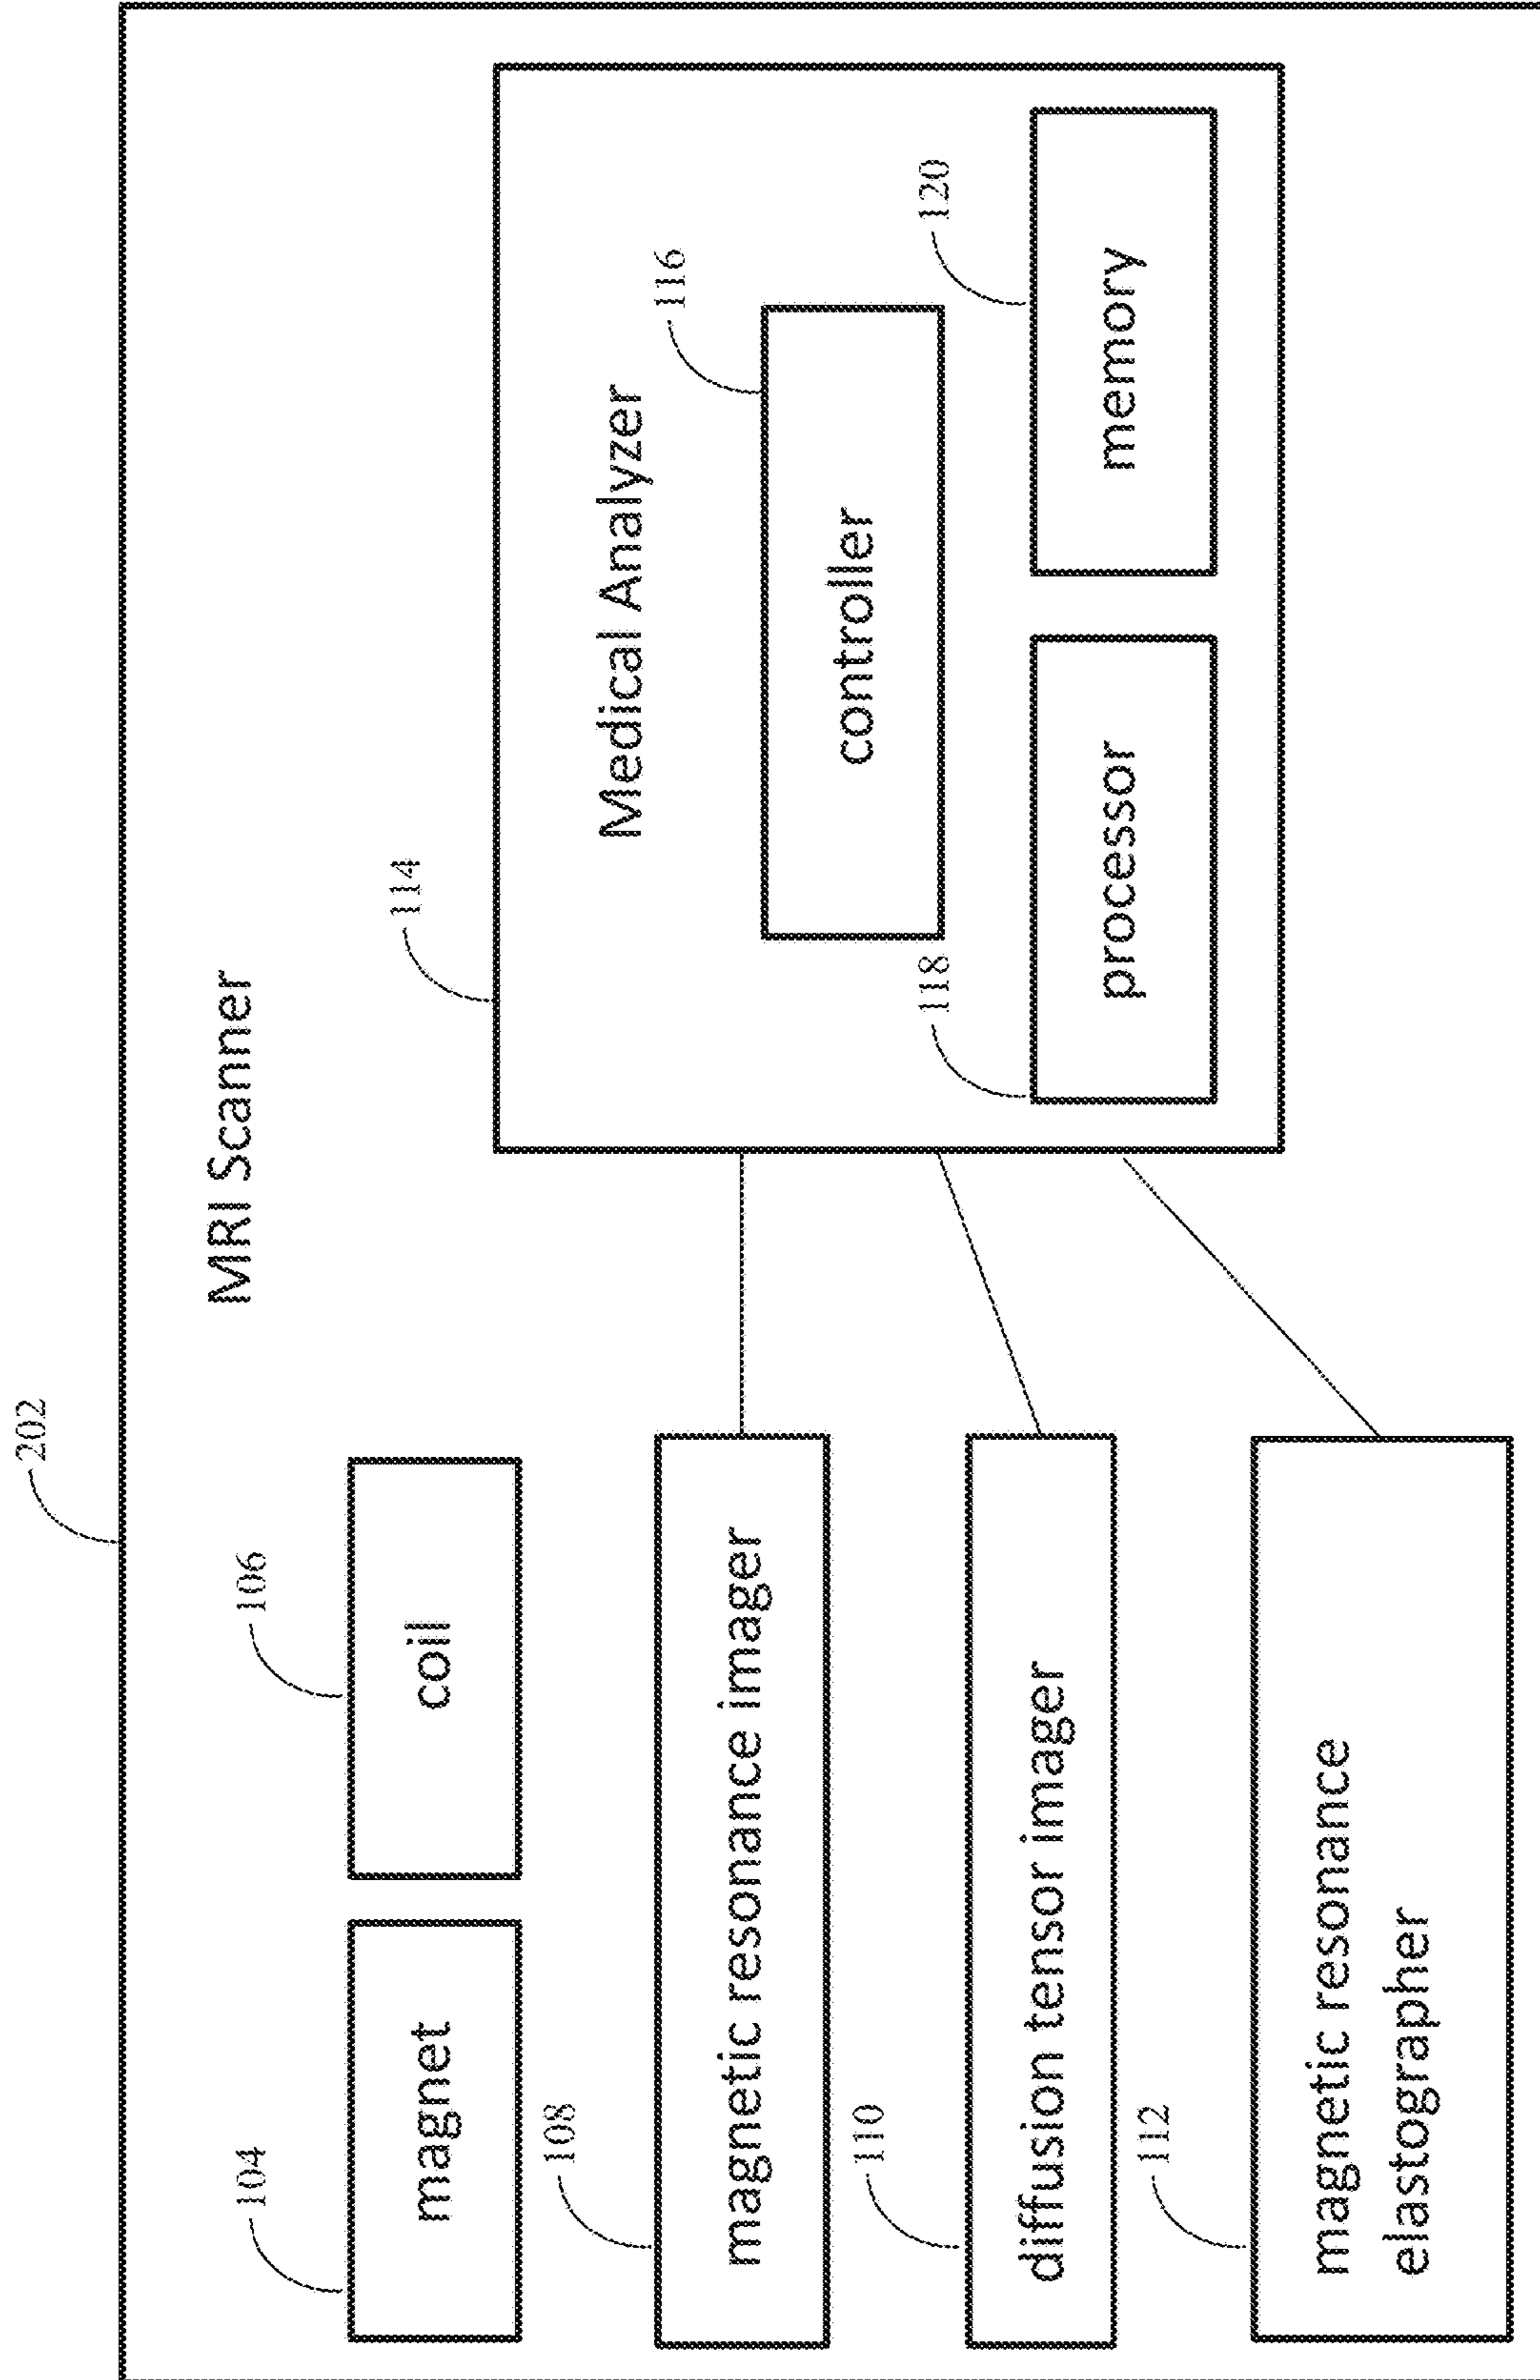 202
MRI Scanner
104
magnet
106
coil
108
magnetic resonance imager
110
diffusion tensor imager
112
magnetic resonance
elastographer
114
Medical Analyzer
116
controller
118
processor
120
memory